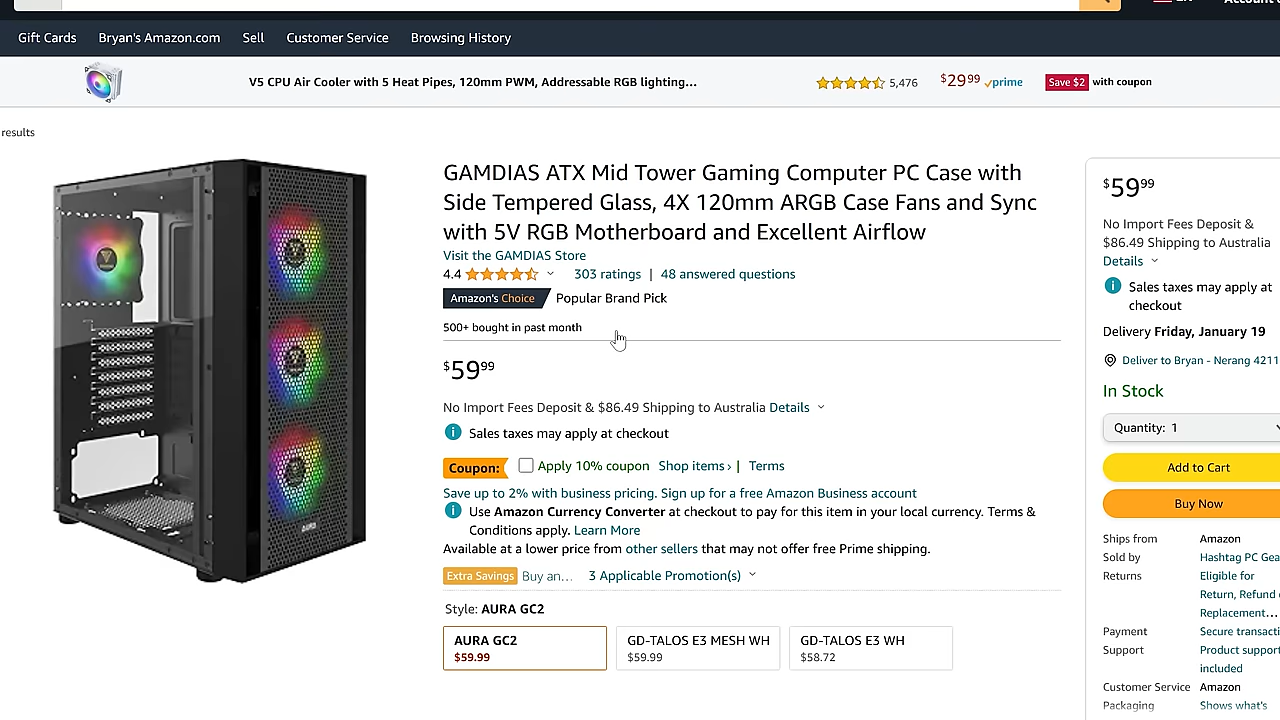 Gift Cards Bryan's Amazon.com Sell Customer Service Browsing History
V5 CPU Air Cooler with 5 Heat Pipes, 120mm PWM, Addressable RGB lighting... 5,476 $29⁹⁹ prime Save $2 with coupon
results
GAMDIAS ATX Mid Tower Gaming Computer PC Case with
Side Tempered Glass, 4X 120mm ARGB Case Fans and Sync
with 5V RGB Motherboard and Excellent Airflow
Visit the GAMDIAS Store
4.4 303 ratings | 48 answered questions
Amazon's Choice Popular Brand Pick
500+ bought in past month
$59⁹⁹
No Import Fees Deposit & $86.49 Shipping to Australia Details
Sales taxes may apply at checkout
Coupon: Apply 10% coupon Shop items › | Terms
Save up to 2% with business pricing. Sign up for a free Amazon Business account
Use Amazon Currency Converter at checkout to pay for this item in your local currency. Terms &
Conditions apply. Learn More
Available at a lower price from other sellers that may not offer free Prime shipping.
Extra Savings Buy an... 3 Applicable Promotion(s)
Style: AURA GC2
AURA GC2 GD-TALOS E3 MESH WH GD-TALOS E3 WH
$59.99 $59.99 $58.72
$59⁹⁹
No Import Fees Deposit &
$86.49 Shipping to Australia
Details
Sales taxes may apply at
checkout
Delivery Friday, January 19
Deliver to Bryan - Nerang 4211
In Stock
Quantity: 1
Add to Cart
Buy Now
Ships from Amazon
Sold by Hashtag PC Gea
Returns Eligible for
Return, Refund
Replacement...
Payment Secure transacti
Support Product support
included
Customer Service Amazon
Packaging Shows what's